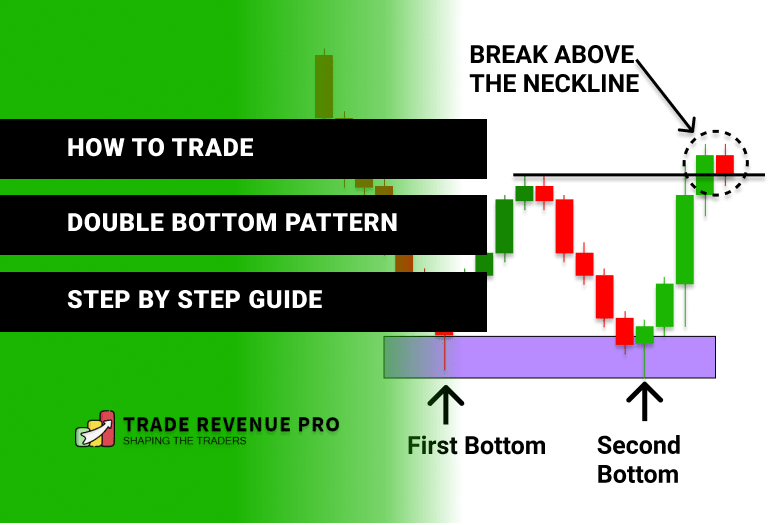 BREAK ABOVE
THE NECKLINE
HOW TO TRADE
DOUBLE BOTTOM PATTERN
STEP BY STEP GUIDE
TRADE REVENUE PRO
SHAPING THE TRADERS
First Bottom
Second
Bottom